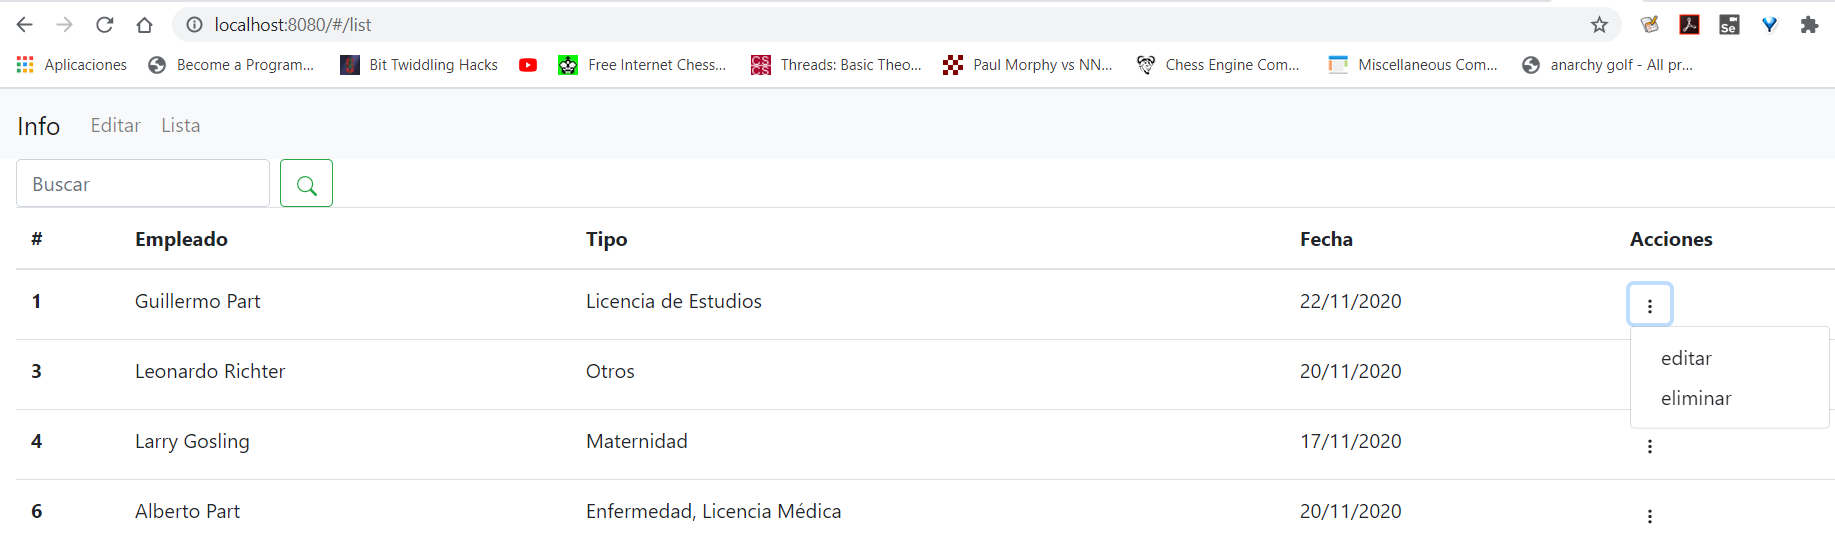 localhost:8080/#/list
Aplicaciones Become a Program... Bit Twiddling Hacks Free Internet Chess... CS CS Threads: Basic Theo... Paul Morphy vs NN... Chess Engine Com... Miscellaneous Com... anarchy golf - All pr...
Se
Info Editar Lista
Buscar
# Empleado Tipo Fecha Acciones
1 Guillermo Part Licencia de Estudios 22/11/2020
editar
3 Leonardo Richter Otros 20/11/2020
eliminar
4 Larry Gosling Maternidad 17/11/2020
6 Alberto Part Enfermedad, Licencia Médica 20/11/2020